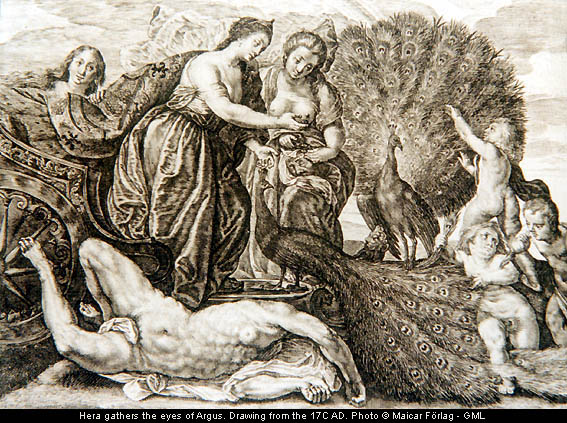 Hera gathers the eyes of Argus. Drawing from the 17C AD. Photo © Maicar Förlag - GML